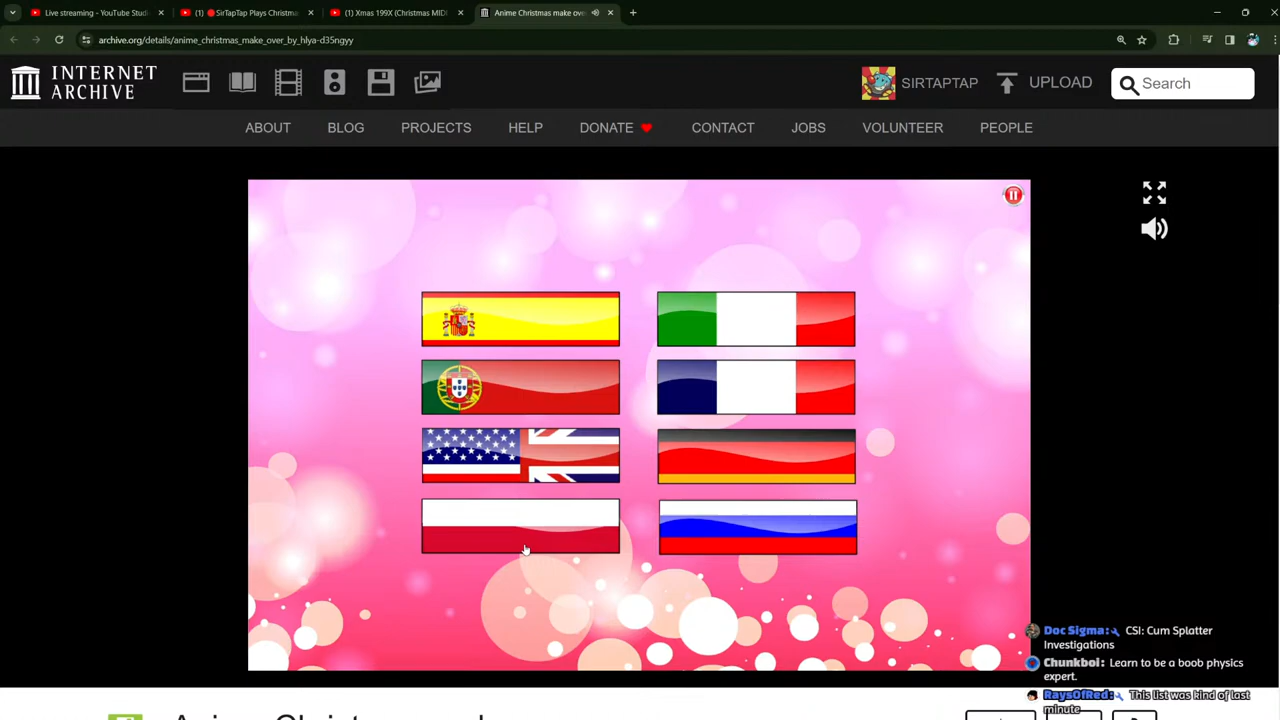 Live streaming - YouTube Studi
(1) 🔴SirTapTap Plays Christma
(1) Xmas 199X (Christmas MIDI
Anime Christmas make ove
archive.org/details/anime_christmas_make_over_by_hlya-d35ngyy
INTERNET ARCHIVE
SIRTAPTAP
UPLOAD
Search
ABOUT
BLOG
PROJECTS
HELP
DONATE
CONTACT
JOBS
VOLUNTEER
PEOPLE
Doc Sigma: CSI: Cum Splatter
Investigations
Chunkboi: Learn to be a boob physics
expert.
RaysOfRed: This list was kind of last
minute